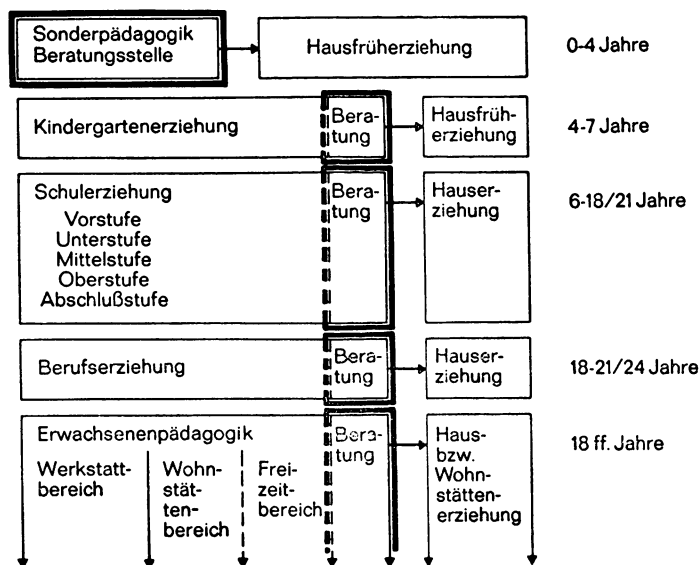 Sonderpädagogik
Beratungsstelle
Hausfrüherziehung
0-4 Jahre
Kindergartenerziehung
Bera-
tung
Hausfrüh-
erziehung
4-7 Jahre
Schulerziehung
Vorstufe
Unterstufe
Mittelstufe
Oberstufe
Abschlußstufe
Bera-
tung
Hauser-
ziehung
6-18/21 Jahre
Berufserziehung
Bera-
tung
Hauser-
ziehung
18-21/24 Jahre
Erwachsenenpädagogik
Werkstatt-
bereich
Wohn-
stät-
ten-
bereich
Frei-
zeit-
bereich
Bera-
tung
Haus-
bzw.
Wohn-
stätten-
erziehung
18 ff. Jahre